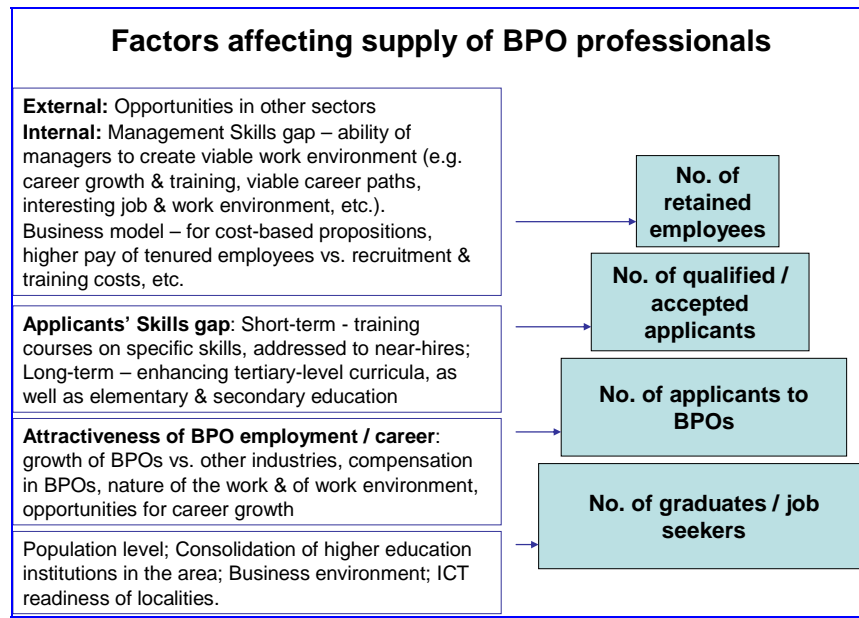 Factors affecting supply of BPO professionals
External: Opportunities in other sectors
Internal: Management Skills gap – ability of
managers to create viable work environment (e.g.
career growth & training, viable career paths,
interesting job & work environment, etc.).
Business model – for cost-based propositions,
higher pay of tenured employees vs. recruitment &
training costs, etc.
No. of
retained
employees
Applicants’ Skills gap: Short-term - training
courses on specific skills, addressed to near-hires;
Long-term – enhancing tertiary-level curricula, as
well as elementary & secondary education
No. of qualified /
accepted
applicants
Attractiveness of BPO employment / career:
growth of BPOs vs. other industries, compensation
in BPOs, nature of the work & of work environment,
opportunities for career growth
No. of applicants to
BPOs
Population level; Consolidation of higher education
institutions in the area; Business environment; ICT
readiness of localities.
No. of graduates / job
seekers